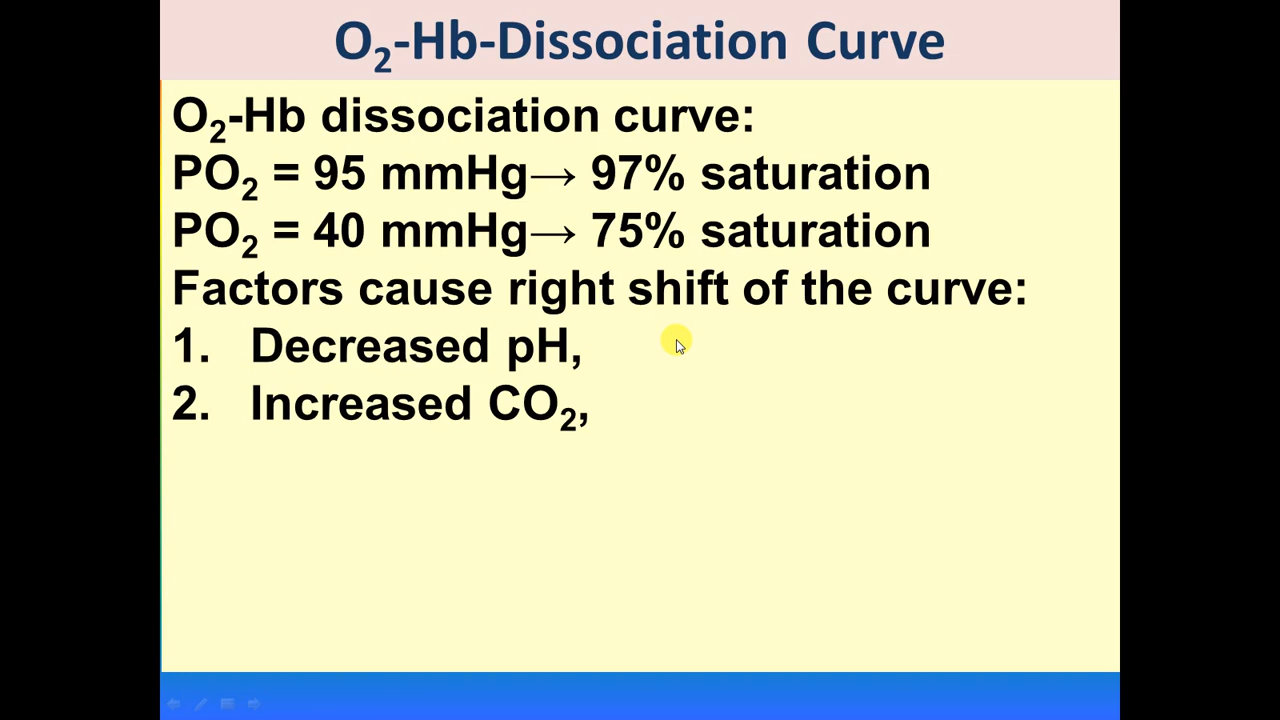 O₂-Hb-Dissociation Curve
O₂-Hb dissociation curve:
PO₂ = 95 mmHg→ 97% saturation
PO₂ = 40 mmHg→ 75% saturation
Factors cause right shift of the curve:
1. Decreased pH,
2. Increased CO₂,